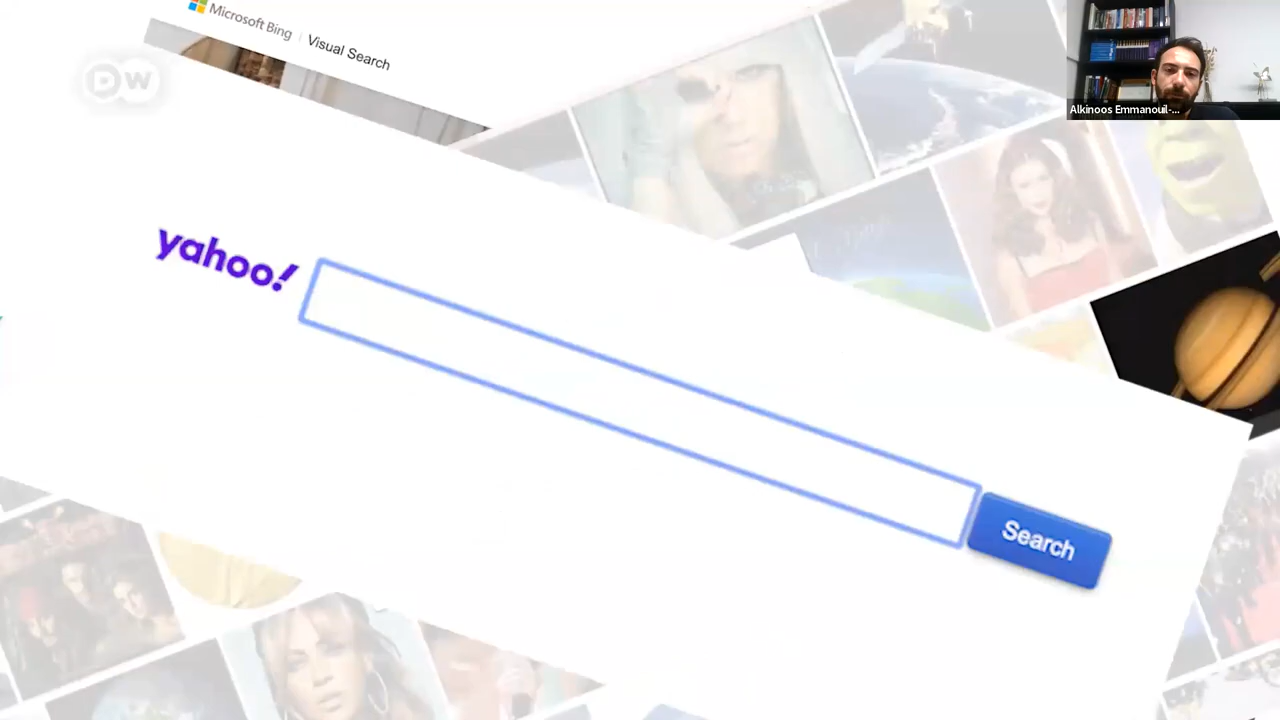 Microsoft Bing | Visual Search
DW
Alkinoos Emmanouil-...
yahoo!
Search